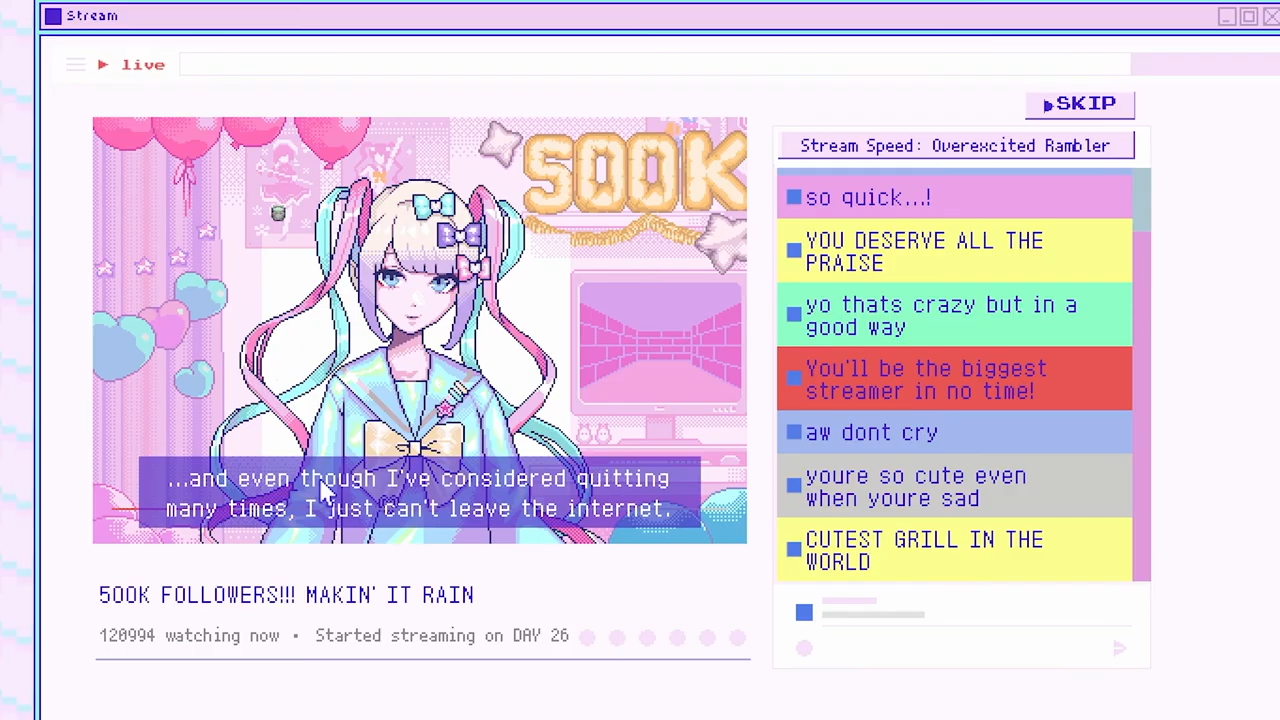 Stream
live
SKIP
500K
Stream Speed: Overexcited Rambler
so quick...!
YOU DESERVE ALL THE
PRAISE
yo thats crazy but in a
good way
You'll be the biggest
streamer in no time!
aw dont cry
youre so cute even
when youre sad
CUTEST GRILL IN THE
WORLD
...and even though I've considered quitting
many times, I just can't leave the internet.
500K FOLLOWERS!!! MAKIN' IT RAIN
120994 watching now • Started streaming on DAY 26